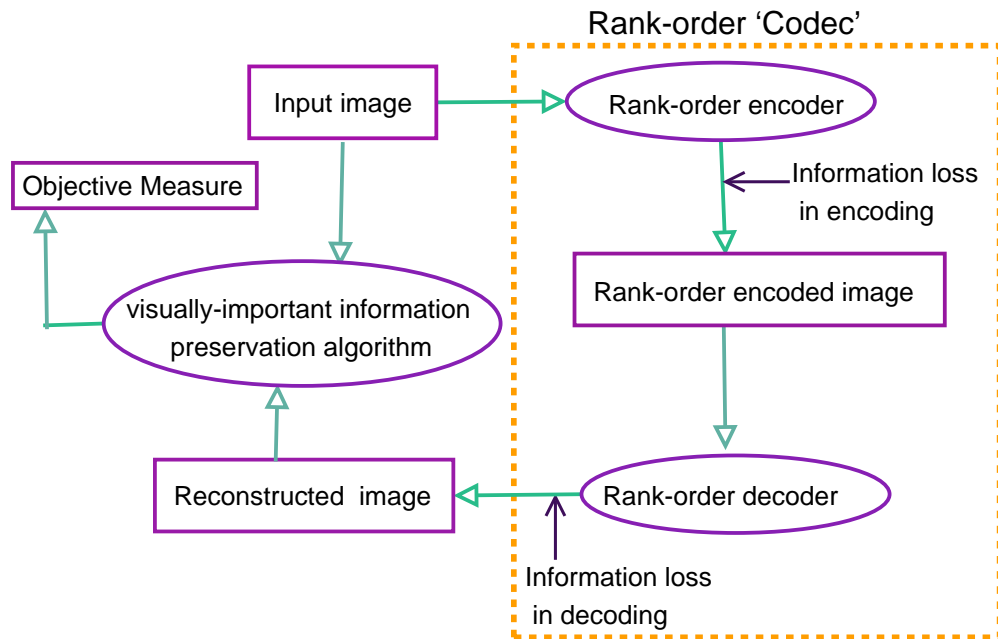 Rank-order ‘Codec’
Input image
Rank-order encoder
Objective Measure
Information loss
in encoding
visually-important information
preservation algorithm
Rank-order encoded image
Reconstructed image
Rank-order decoder
Information loss
in decoding